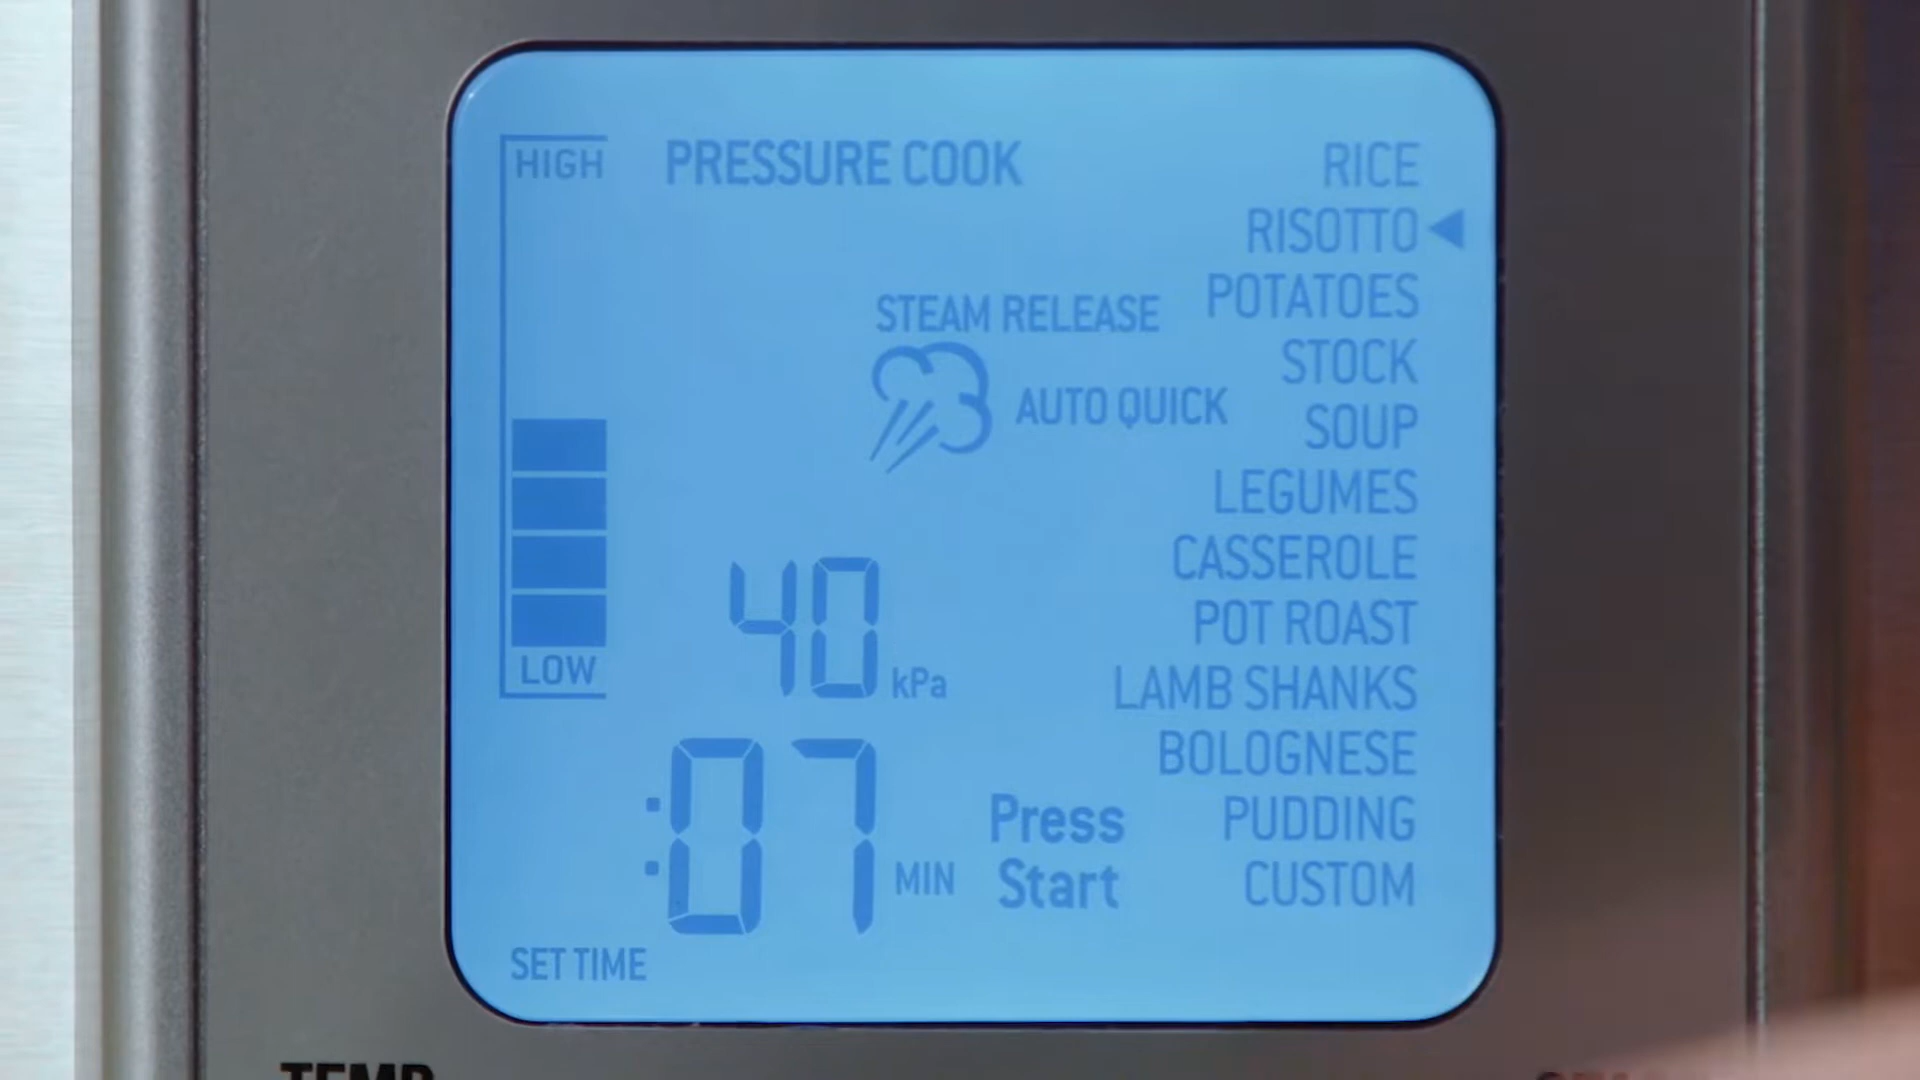 HIGH
PRESSURE COOK
RICE
RISOTTO
POTATOES
STOCK
SOUP
LEGUMES
CASSEROLE
POT ROAST
LAMB SHANKS
BOLOGNESE
PUDDING
CUSTOM
STEAM RELEASE
AUTO QUICK
LOW
40 kPa
:07 MIN
Press
Start
SET TIME
TEMP